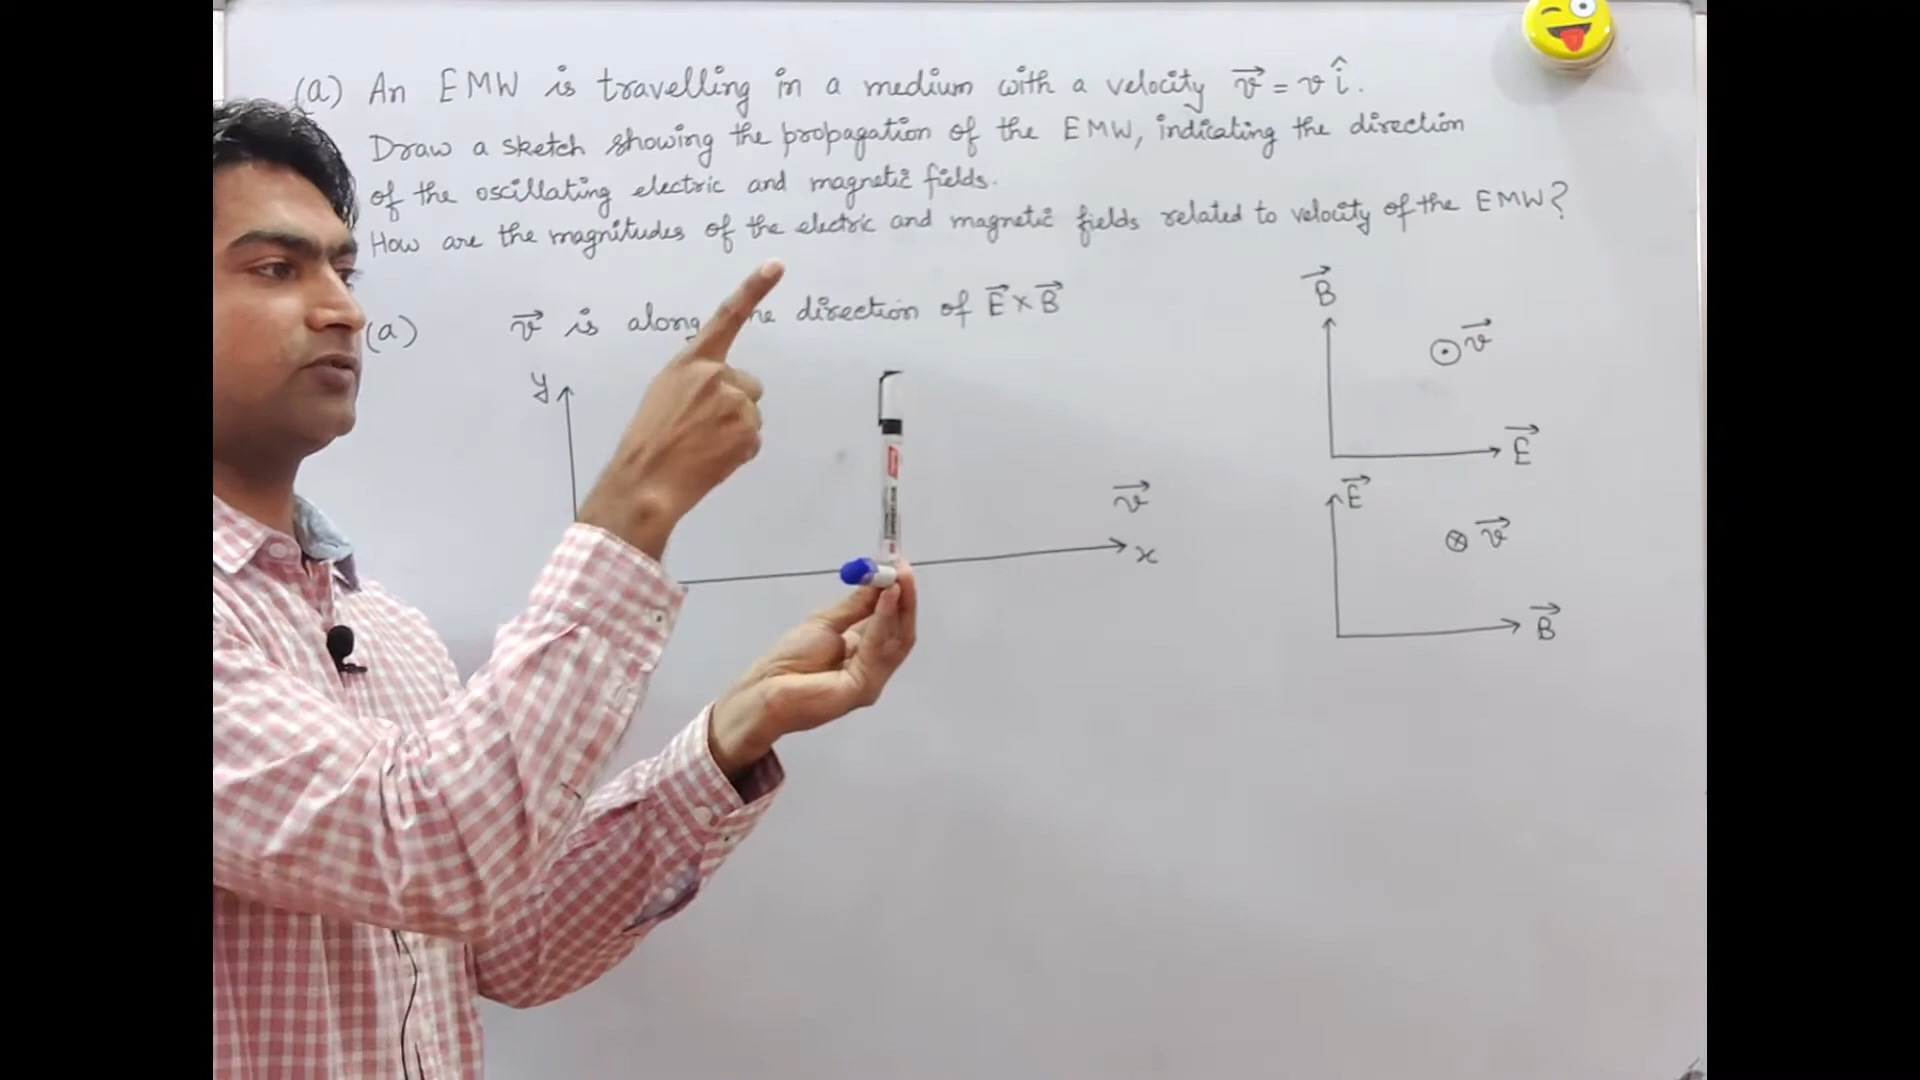 (a) An EMW is travelling in a medium with a velocity v⃗ = v î.
Draw a sketch showing the propagation of the EMW, indicating the direction
of the oscillating electric and magnetic fields.
How are the magnitudes of the electric and magnetic fields related to velocity of the EMW?
(a) v⃗ is along he direction of E⃗ × B⃗
y
v⃗
x
B⃗
⊙ v⃗
E⃗
E⃗
⊗ v⃗
B⃗